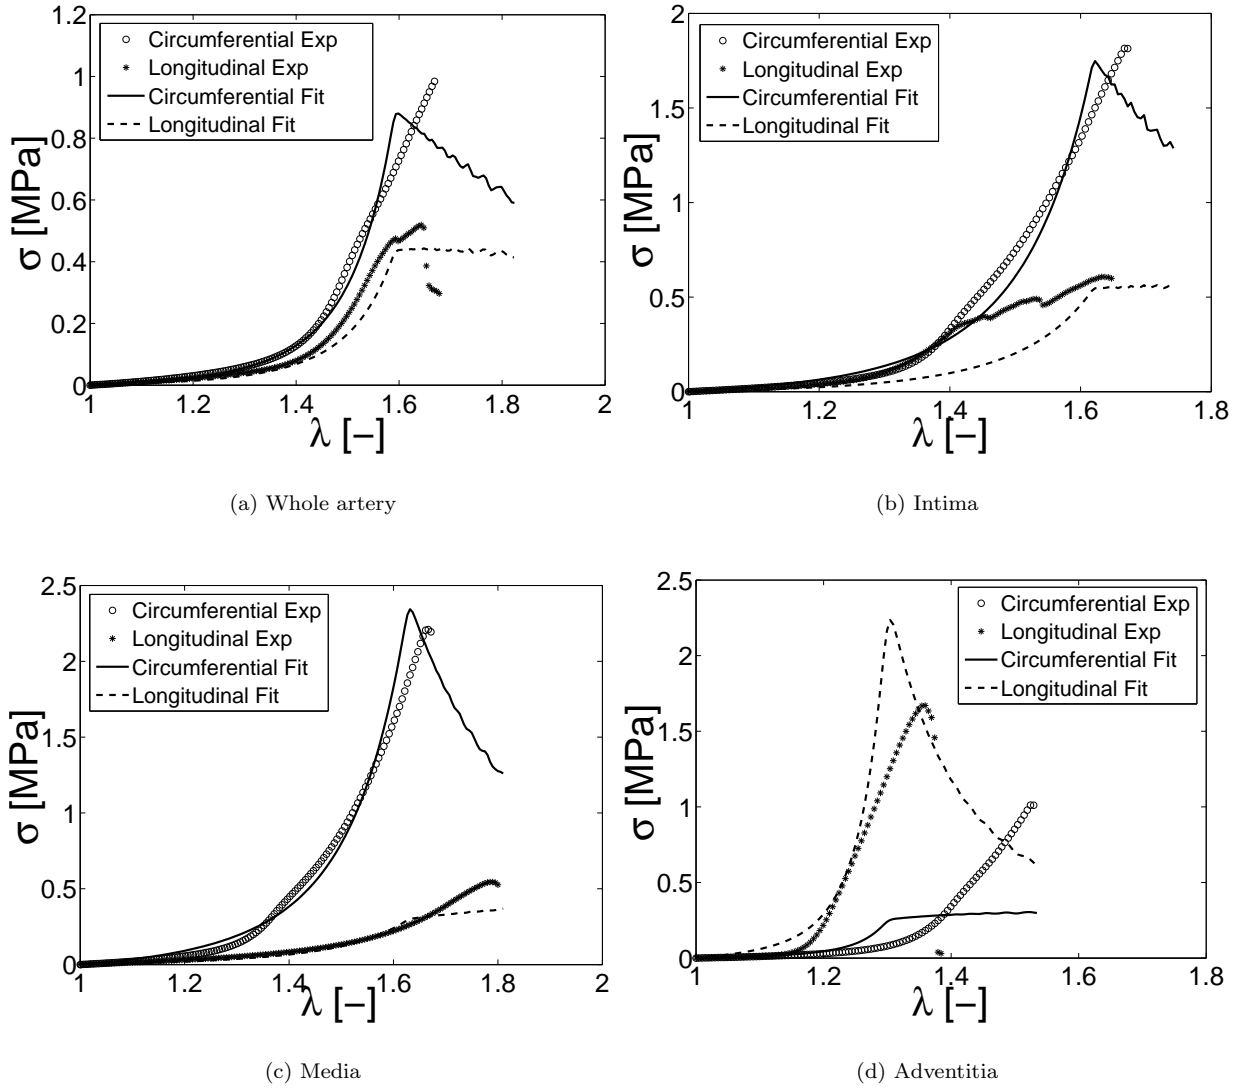 1.2
1
0.8
0.6
0.4
0.2
0
σ [MPa]
Circumferential Exp
Longitudinal Exp
Circumferential Fit
Longitudinal Fit
1 1.2 1.4 1.6 1.8 2
λ [−]
(a) Whole artery
2
1.5
1
0.5
0
σ [MPa]
Circumferential Exp
Longitudinal Exp
Circumferential Fit
Longitudinal Fit
1 1.2 1.4 1.6 1.8
λ [−]
(b) Intima
2.5
2
1.5
1
0.5
0
σ [MPa]
Circumferential Exp
Longitudinal Exp
Circumferential Fit
Longitudinal Fit
1 1.2 1.4 1.6 1.8 2
λ [−]
(c) Media
2.5
2
1.5
1
0.5
0
σ [MPa]
Circumferential Exp
Longitudinal Exp
Circumferential Fit
Longitudinal Fit
1 1.2 1.4 1.6 1.8
λ [−]
(d) Adventitia